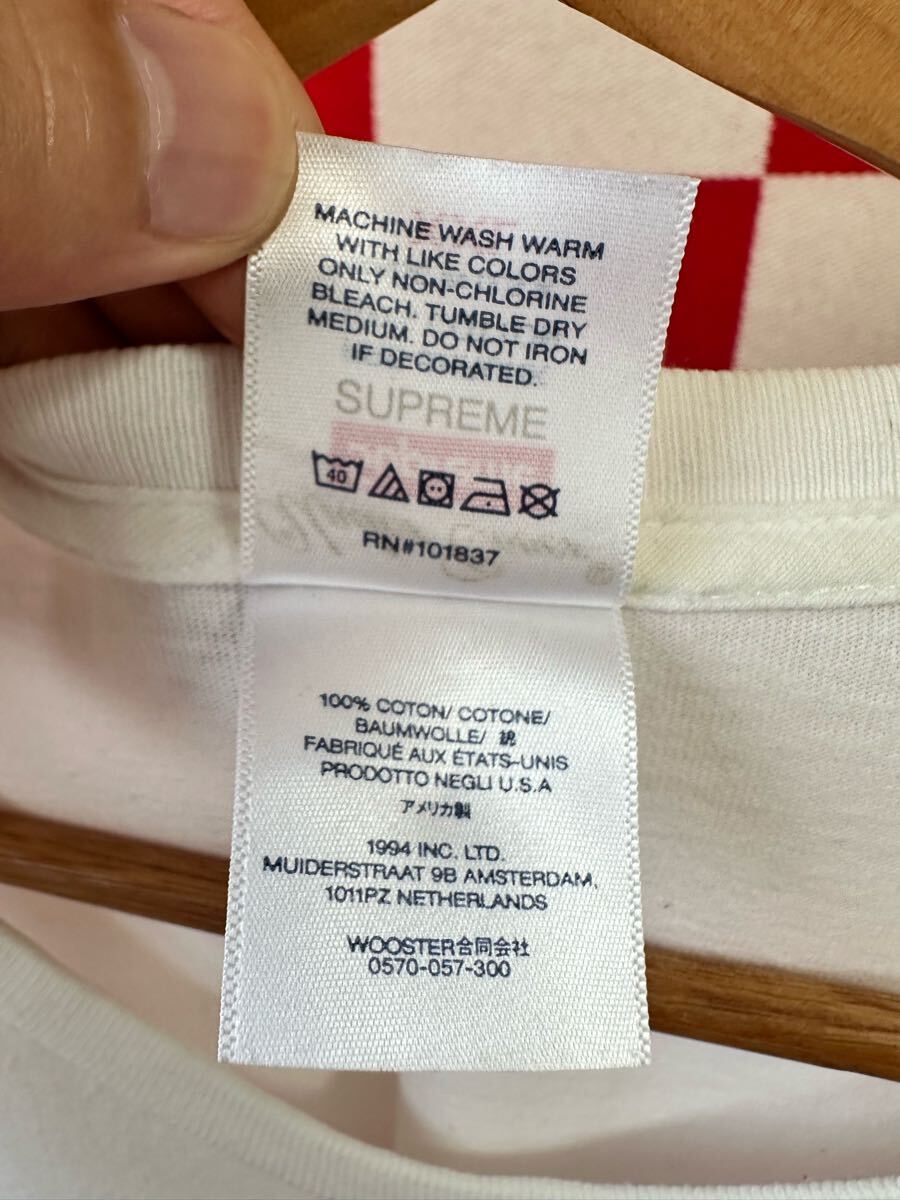 MACHINE WASH WARM
WITH LIKE COLORS
ONLY NON-CHLORINE
BLEACH. TUMBLE DRY
MEDIUM. DO NOT IRON
IF DECORATED.
SUPREME
40
RN#101837
100% COTON/ COTONE/
BAUMWOLLE/ 綿
FABRIQUÉ AUX ÉTATS-UNIS
PRODOTTO NEGLI U.S.A
アメリカ製
1994 INC. LTD.
MUIDERSTRAAT 9B AMSTERDAM,
1011PZ NETHERLANDS
WOOSTER合同会社
0570-057-300